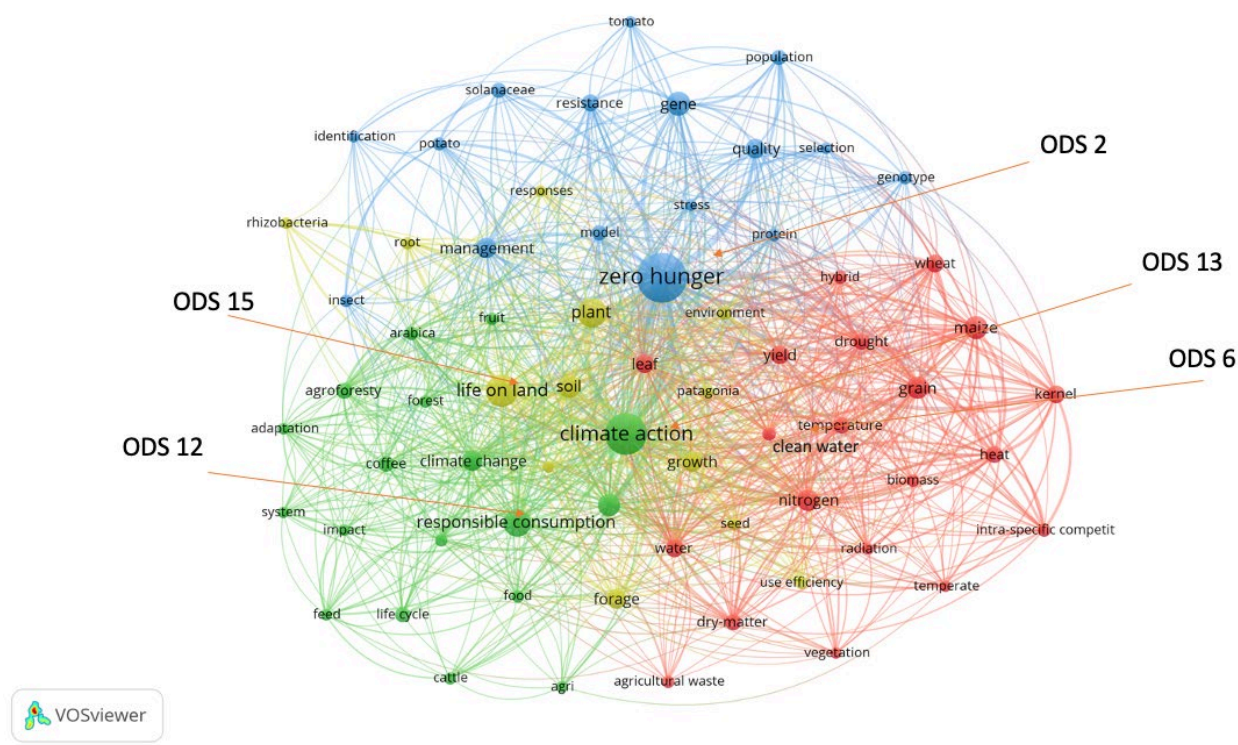 tomato
population
solanaceae
resistance
gene
identification
potato
quality
selection
ODS 2
genotype
responses
stress
rhizobacteria
root
management
model
protein
zero hunger
hybrid
wheat
ODS 13
insect
ODS 15
arabica
fruit
plant
environment
maize
leaf
yield
drought
ODS 6
agroforesty
forest
life on land
soil
patagonia
grain
kernel
adaptation
climate action
temperature
clean water
ODS 12
coffee
climate change
growth
heat
biomass
system
impact
responsible consumption
nitrogen
seed
intra-specific competit
water
radiation
feed
life cycle
food
forage
use efficiency
temperate
dry-matter
vegetation
cattle
agri
agricultural waste
VOSviewer